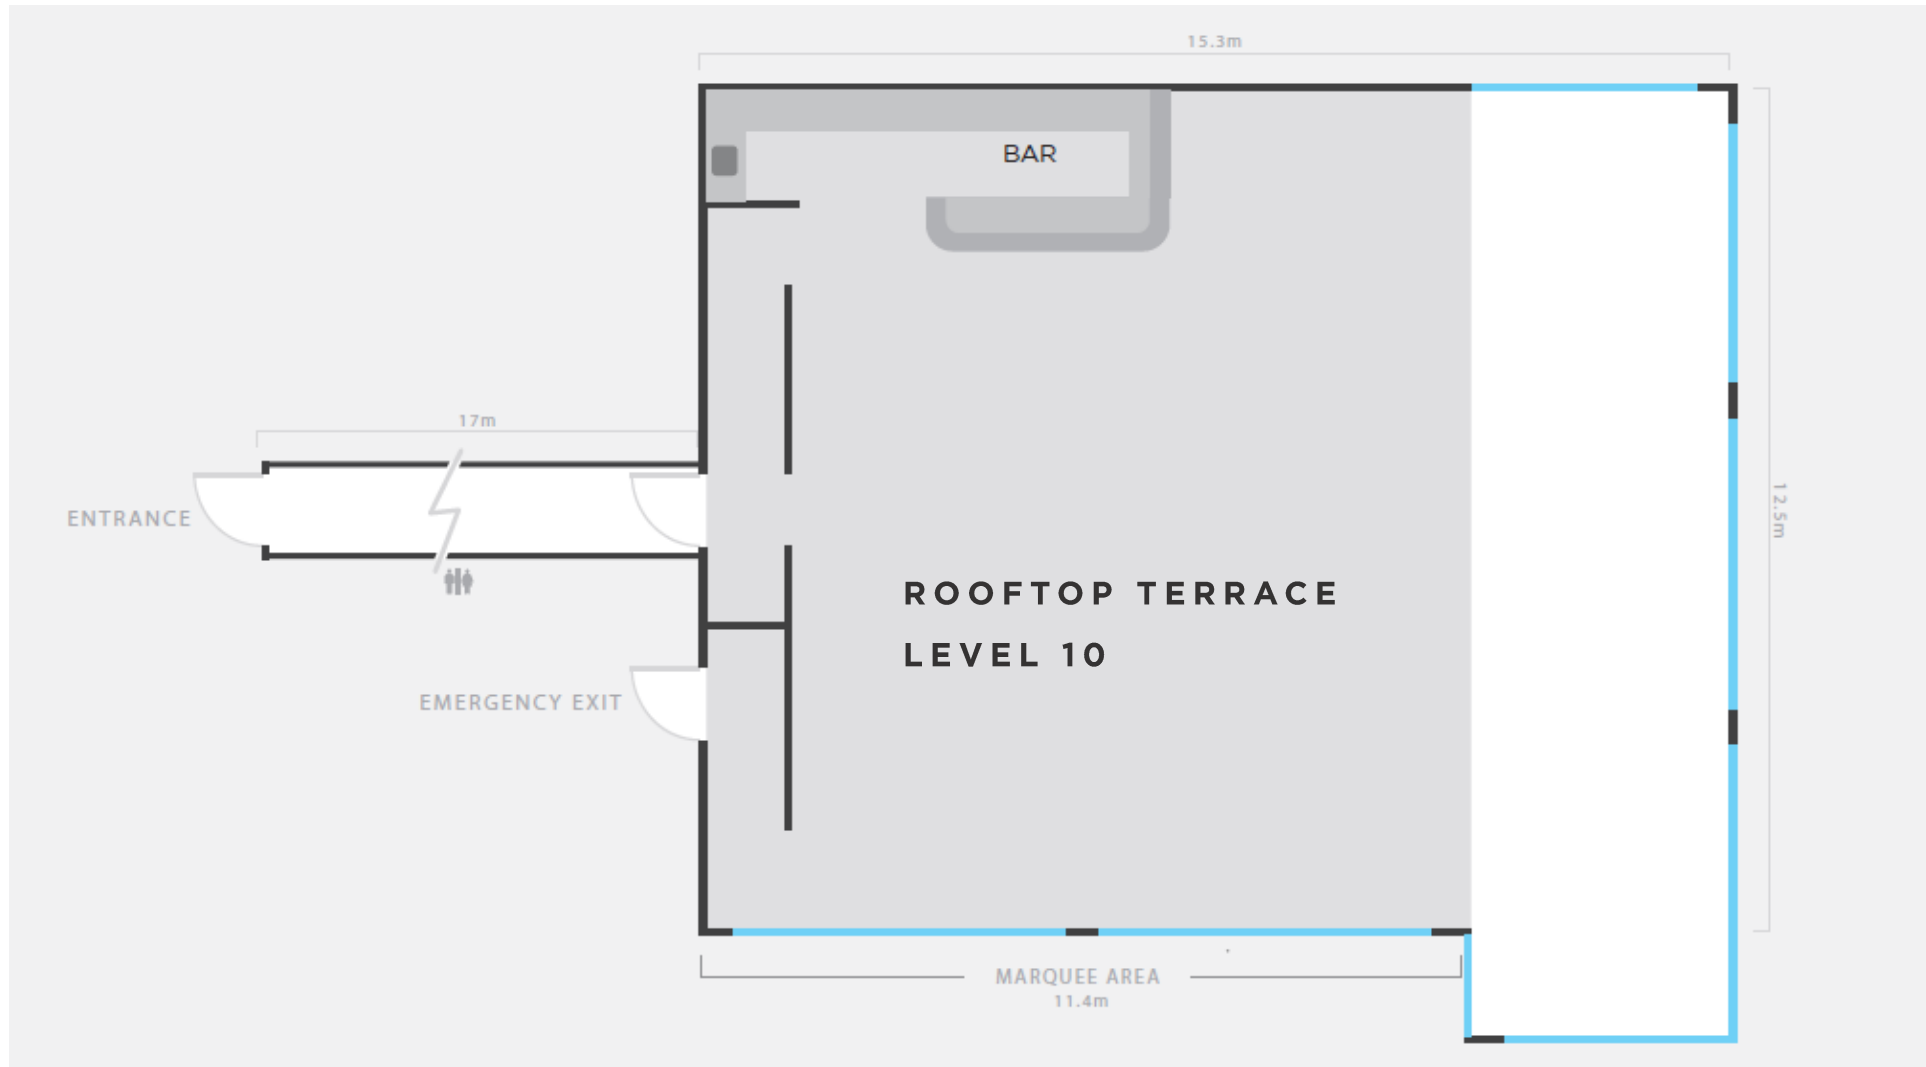 15.3m
BAR
17m
ENTRANCE
12.5m
ROOFTOP TERRACE
LEVEL 10
EMERGENCY EXIT
MARQUEE AREA
11.4m